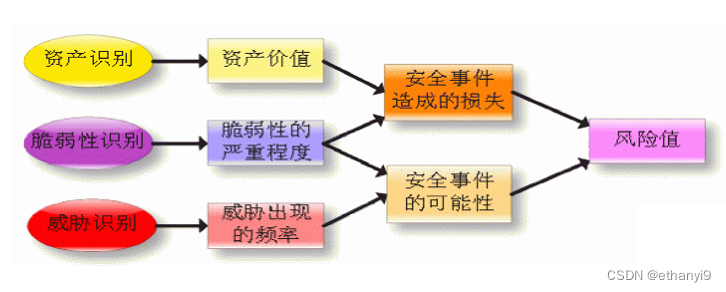 资产识别
资产价值
安全事件
造成的损失
脆弱性识别
脆弱性的
严重程度
风险值
安全事件
的可能性
威胁识别
威胁出现
的频率
CSDN @ethanyi9